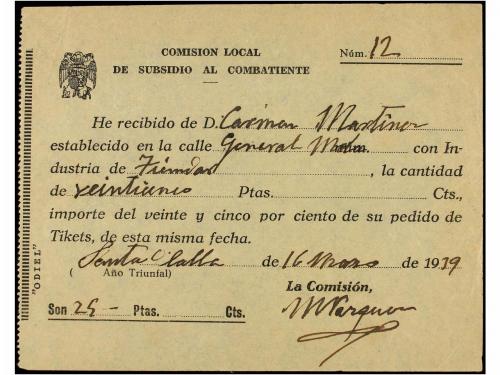 COMISION LOCAL
DE SUBSIDIO AL COMBATIENTE
Núm. 12
He recibido de D. Carmen Martinez
establecido en la calle General Mola con In-
dustria de Tiendas, la cantidad
de veinticinco Ptas. Cts.,
importe del veinte y cinco por ciento de su pedido de
Tikets, de esta misma fecha.
Santa Olalla de 16 Marzo de 1939
( Año Triunfal)
La Comisión,
Son 25 - Ptas. Cts.
"ODIEL"